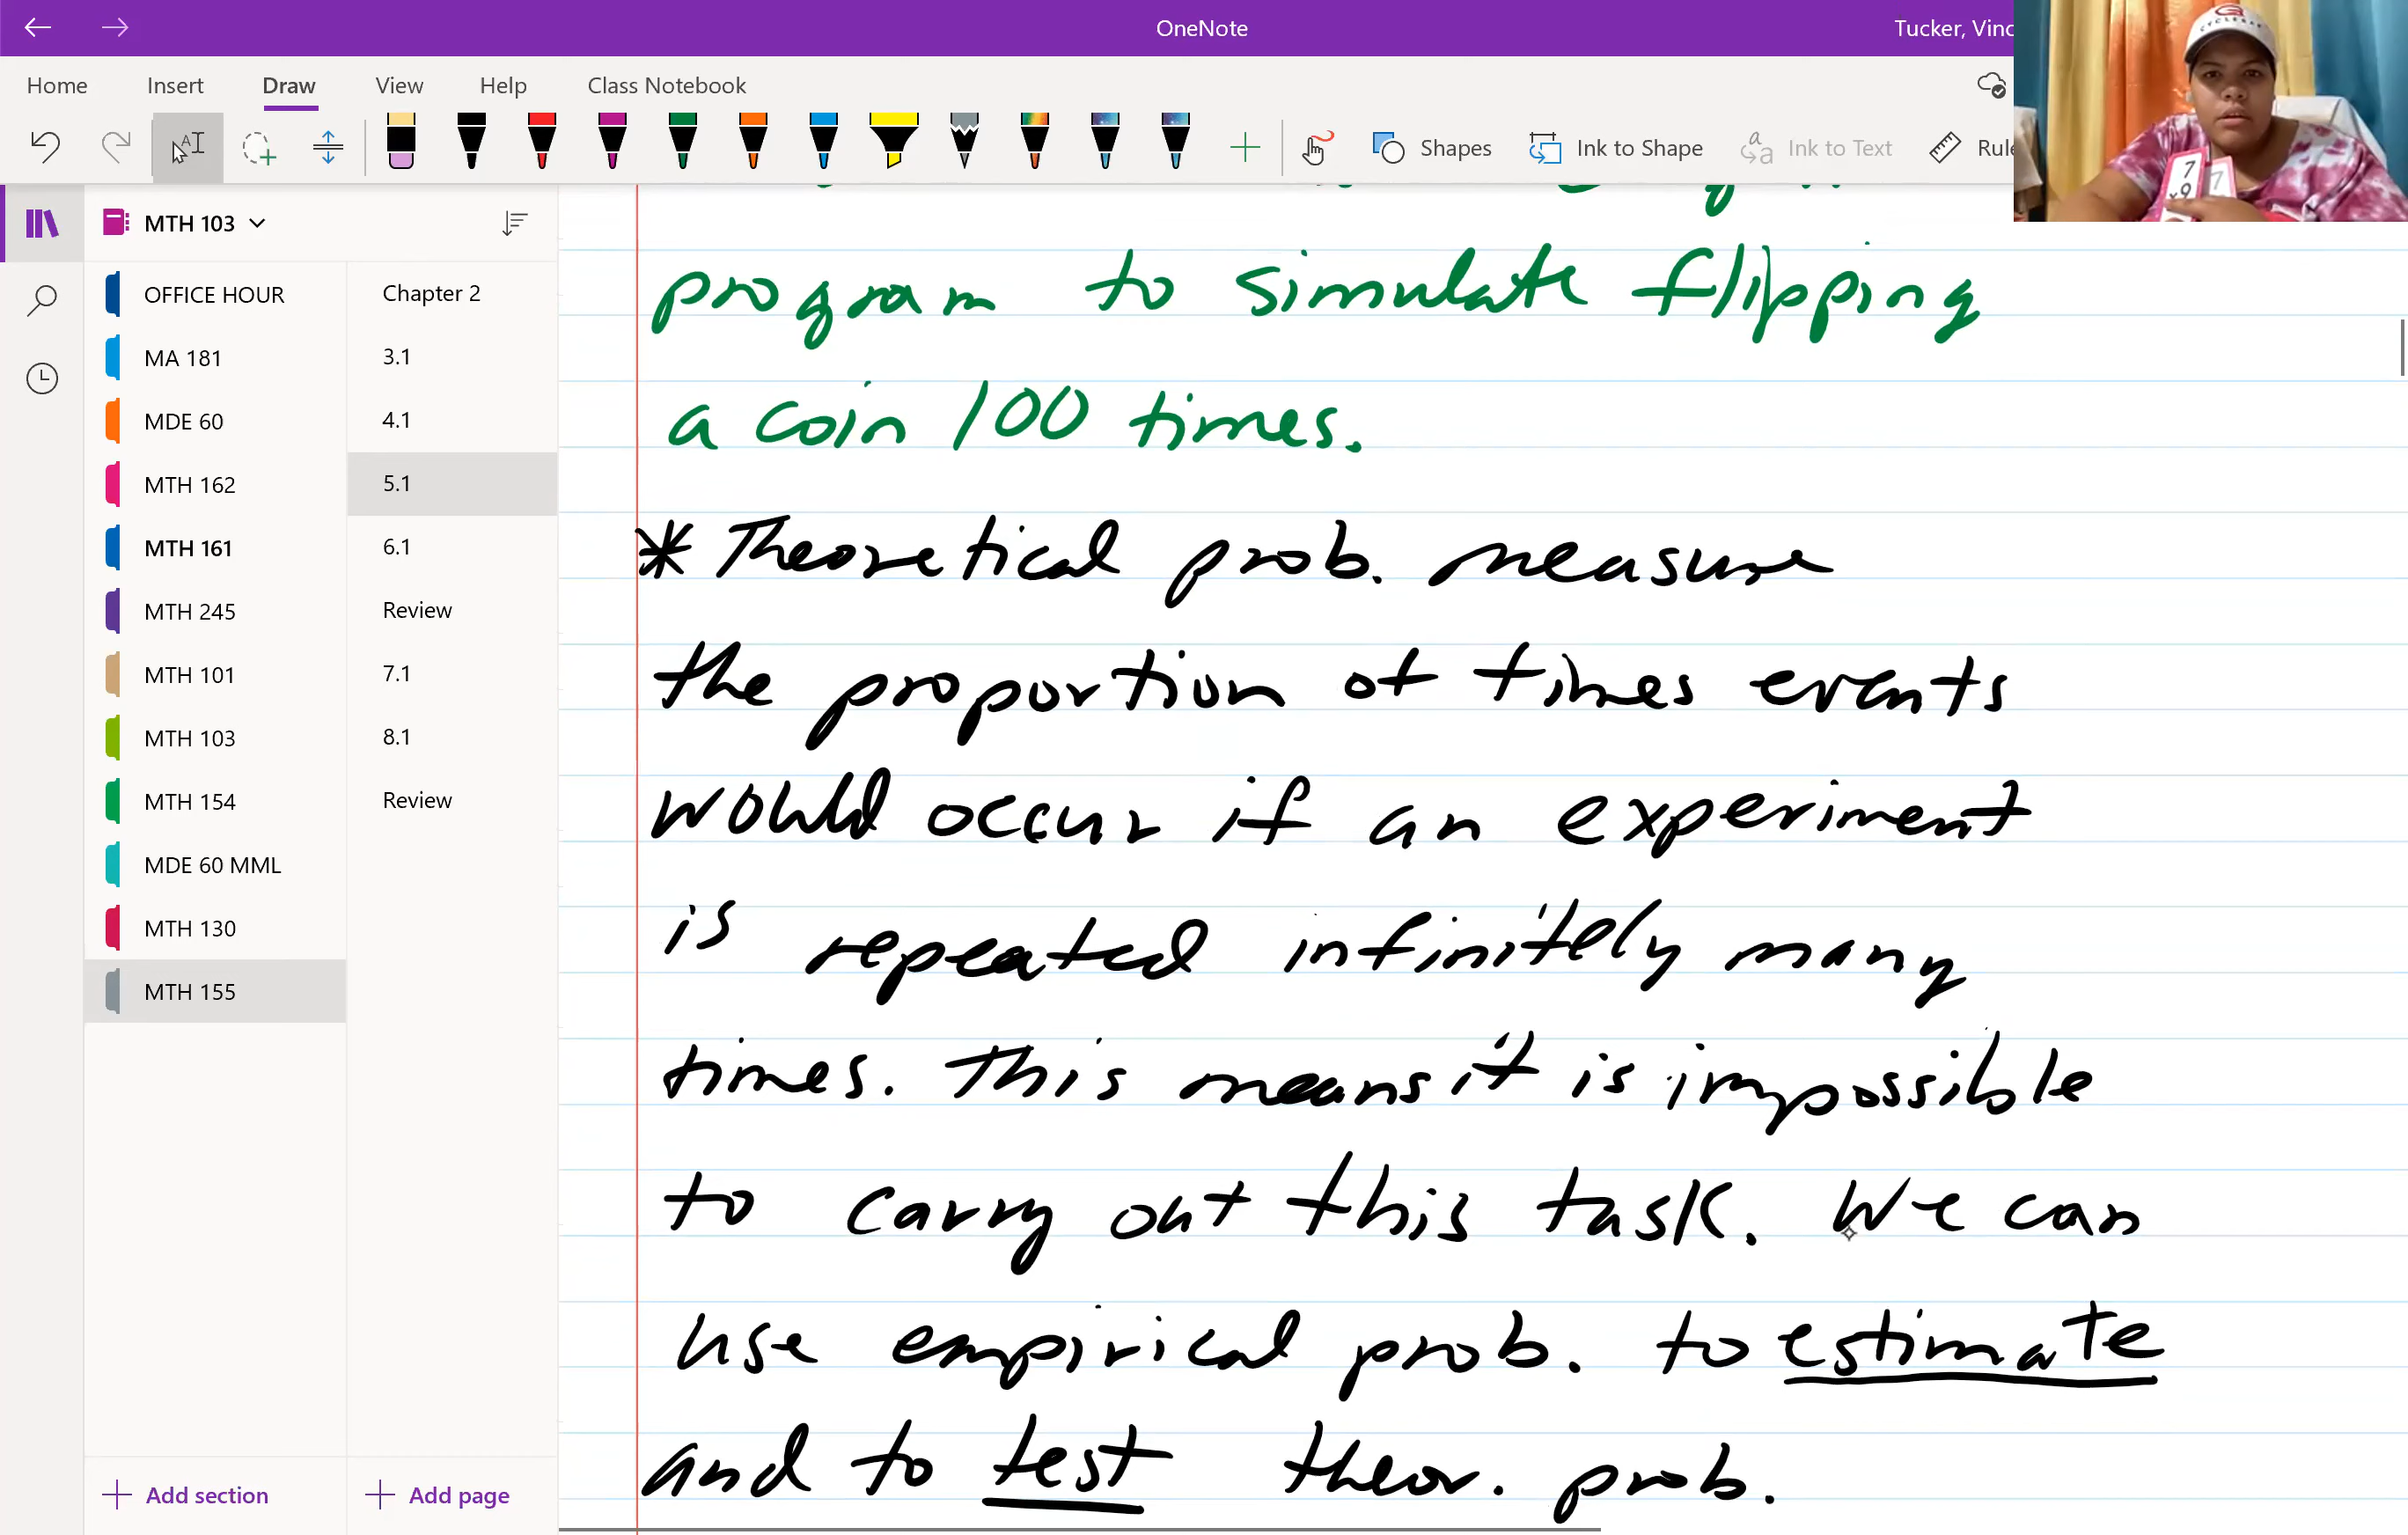 OneNote
Tucker, Vinc
Home Insert Draw View Help Class Notebook
Shapes Ink to Shape Ink to Text Rule
MTH 103
OFFICE HOUR
MA 181
MDE 60
MTH 162
MTH 161
MTH 245
MTH 101
MTH 103
MTH 154
MDE 60 MML
MTH 130
MTH 155
Add section
Chapter 2
3.1
4.1
5.1
6.1
Review
7.1
8.1
Review
Add page
program to simulate flipping
a coin 100 times.
* Theoretical prob. measure
the proportion of times events
would occur if an experiment
is repeated infinitely many
times. This means it is impossible
to carry out this task. We can
use empirical prob. to estimate
and to test theor. prob.
7
×9
7